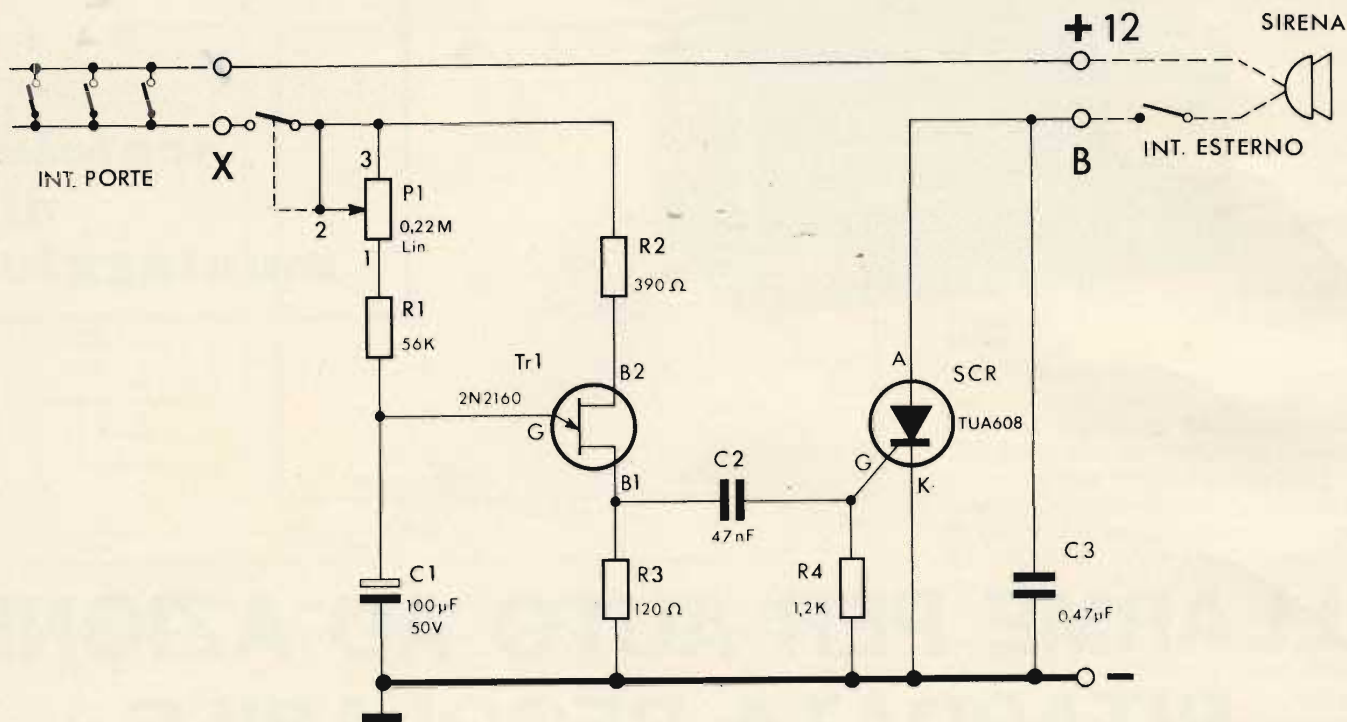 + 12
SIRENA
INT. PORTE
X
B
INT. ESTERNO
3
P1
0,22M
Lin.
2
1
R1
56K
R2
390 Ω
Tr1
2N2160
G
B2
B1
A
SCR
TUA608
G
K
C2
47nF
C1
100µF
50V
R3
120 Ω
R4
1,2K
C3
0,47µF
−